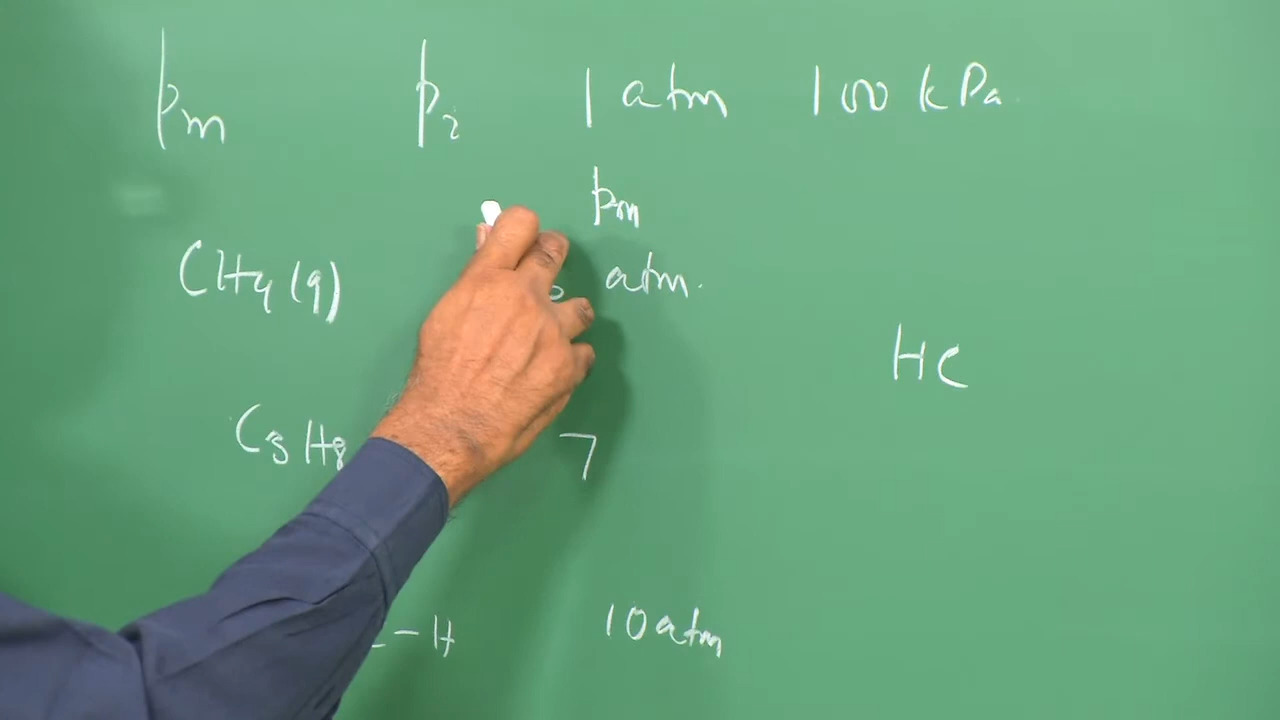 pm p2 1 atm 100 kPa
pm
CH4(g) atm.
HC
C3H8 7
-H 10 atm